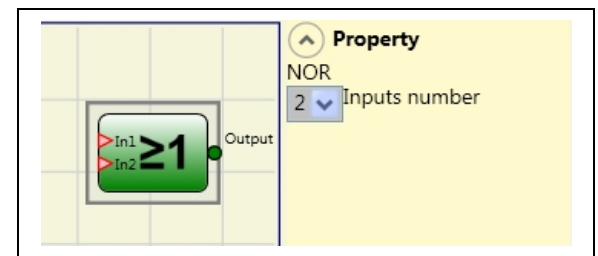 Property
NOR
2 Inputs number
In1
≥1
In2
Output